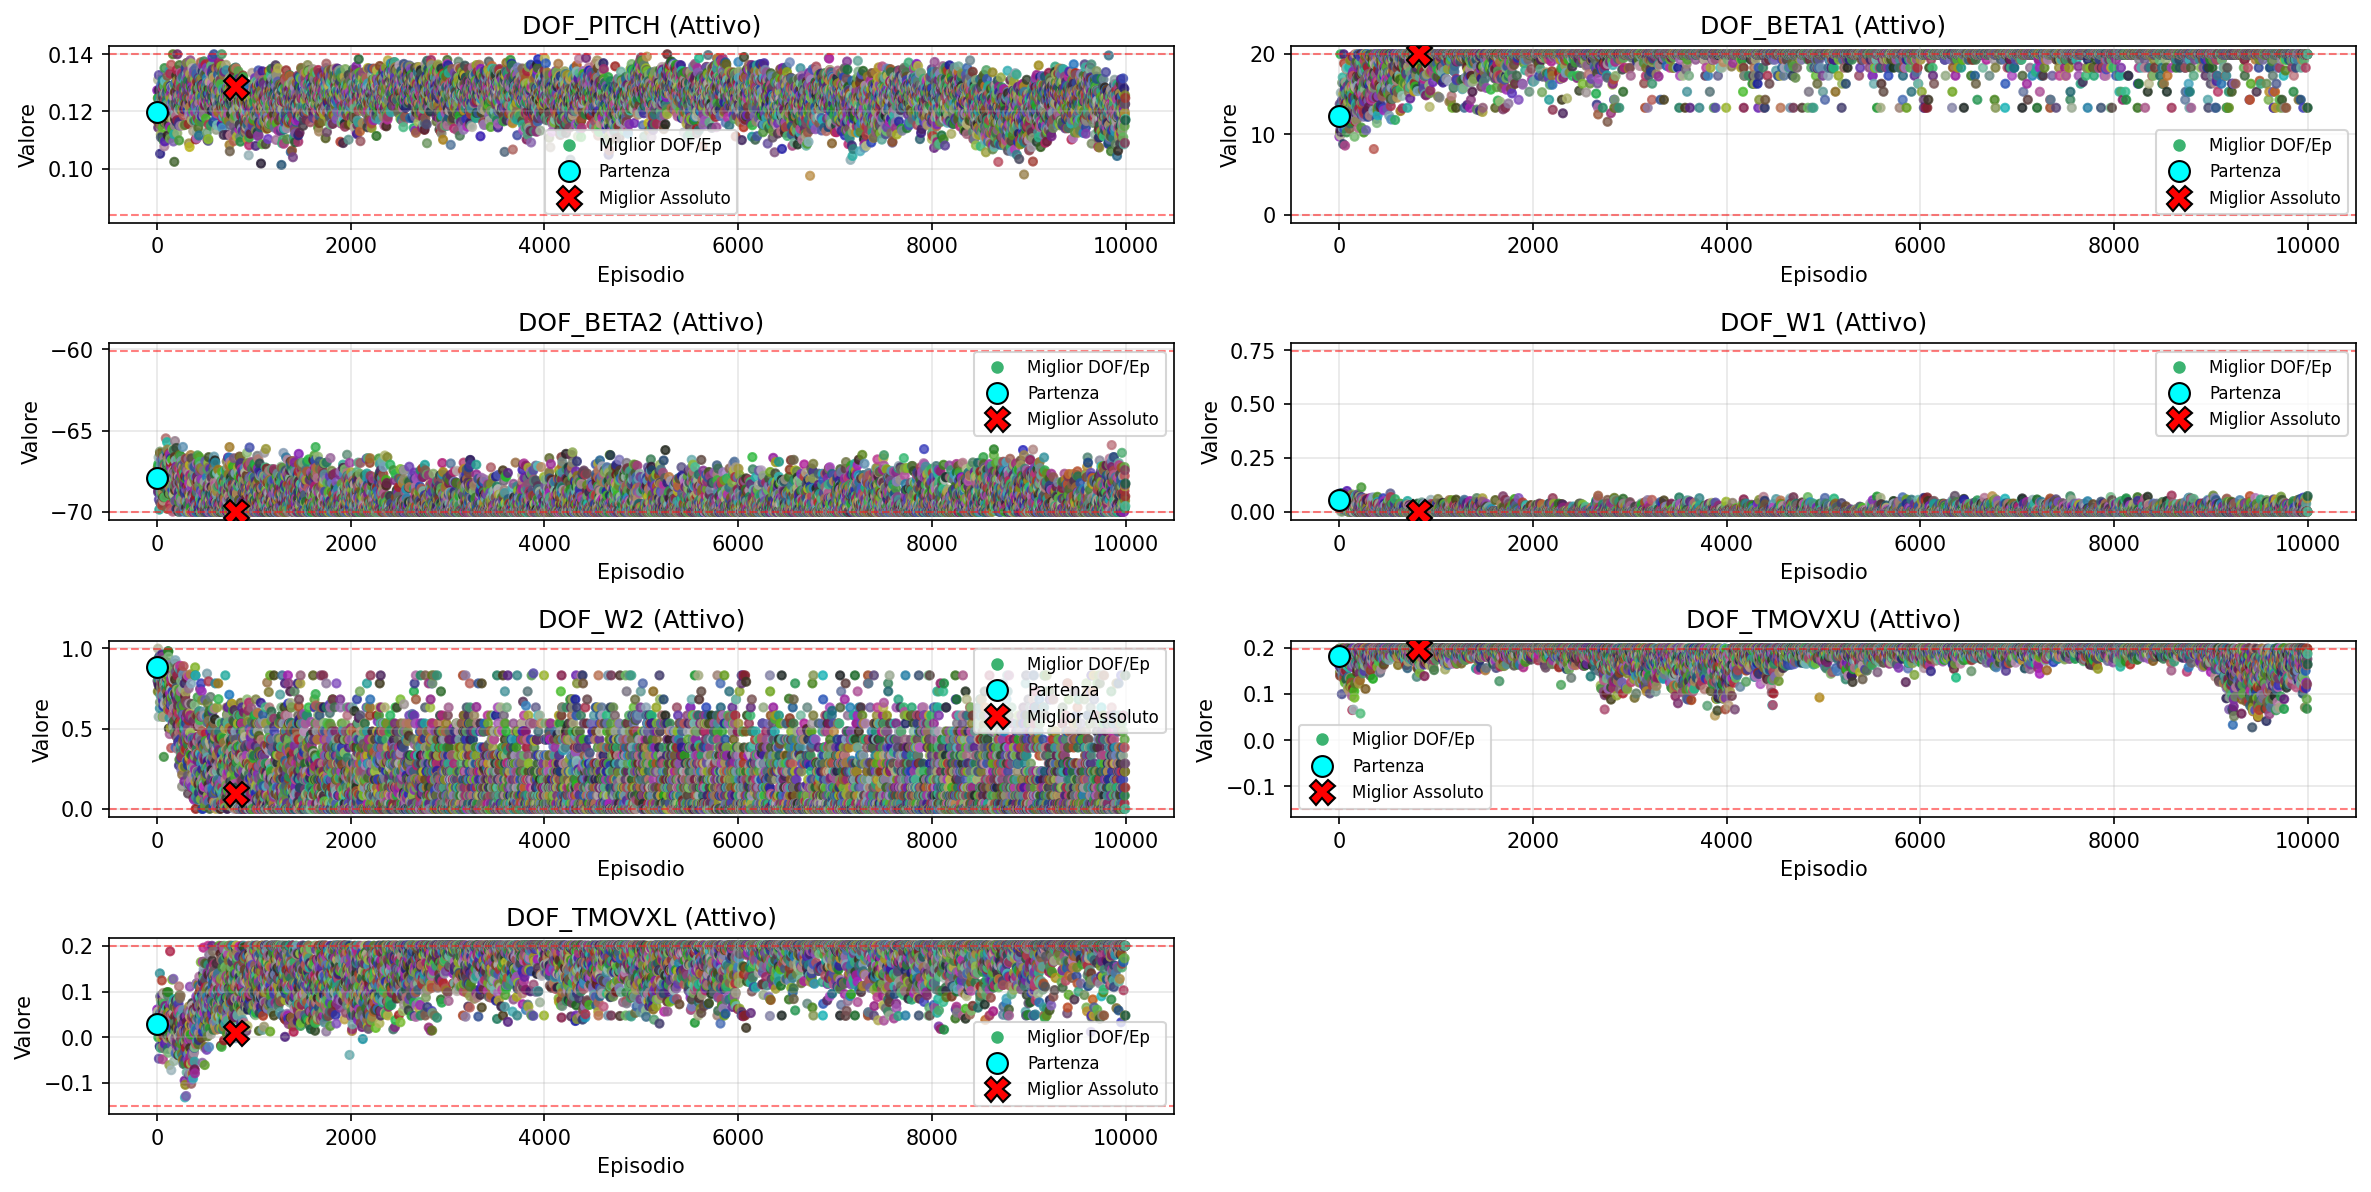 DOF_PITCH (Attivo)
0.14
0.12
0.10
Valore
Miglior DOF/Ep
Partenza
Miglior Assoluto
0 2000 4000 6000 8000 10000
Episodio
DOF_BETA1 (Attivo)
20
10
0
Valore
Miglior DOF/Ep
Partenza
Miglior Assoluto
0 2000 4000 6000 8000 10000
Episodio
DOF_BETA2 (Attivo)
−60
−65
−70
Valore
Miglior DOF/Ep
Partenza
Miglior Assoluto
0 2000 4000 6000 8000 10000
Episodio
DOF_W1 (Attivo)
0.75
0.50
0.25
0.00
Valore
Miglior DOF/Ep
Partenza
Miglior Assoluto
0 2000 4000 6000 8000 10000
Episodio
DOF_W2 (Attivo)
1.0
0.5
0.0
Valore
Miglior DOF/Ep
Partenza
Miglior Assoluto
0 2000 4000 6000 8000 10000
Episodio
DOF_TMOVXU (Attivo)
0.2
0.1
0.0
−0.1
Valore
Miglior DOF/Ep
Partenza
Miglior Assoluto
0 2000 4000 6000 8000 10000
Episodio
DOF_TMOVXL (Attivo)
0.2
0.1
0.0
−0.1
Valore
Miglior DOF/Ep
Partenza
Miglior Assoluto
0 2000 4000 6000 8000 10000
Episodio